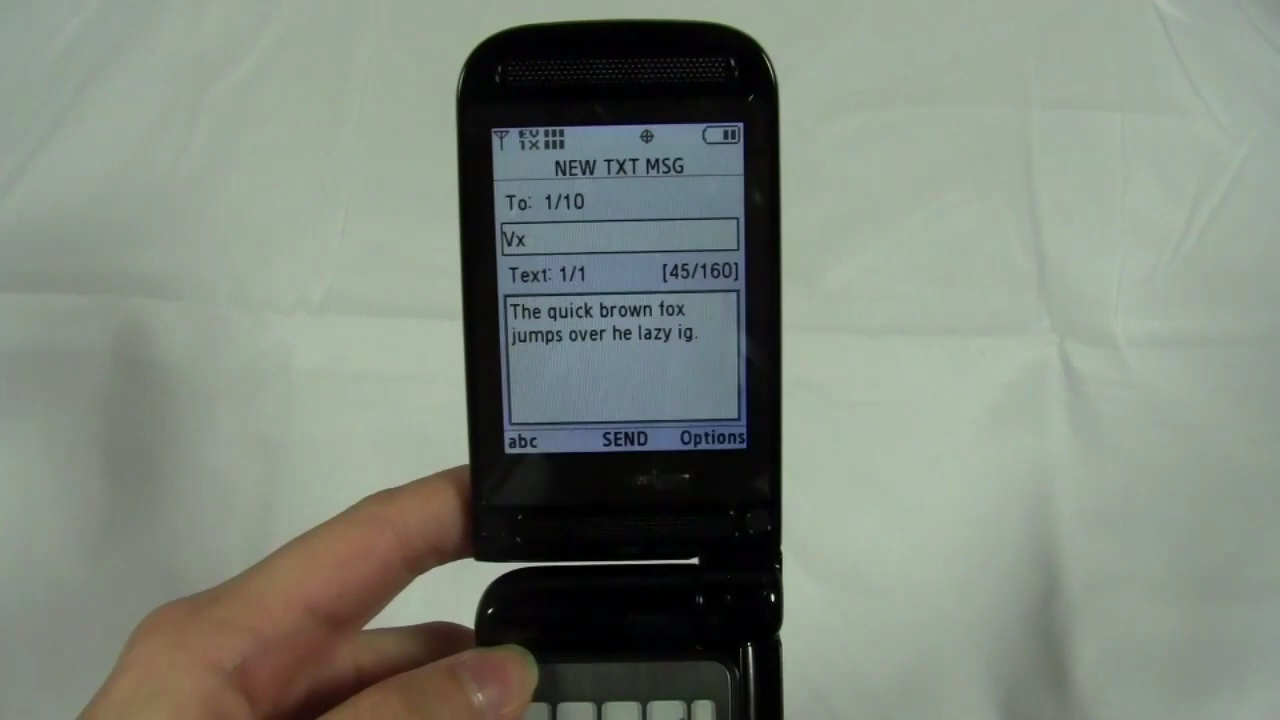 EV
1X
NEW TXT MSG
To: 1/10
Vx
Text: 1/1 [45/160]
The quick brown fox
jumps over he lazy ig.
abc SEND Options